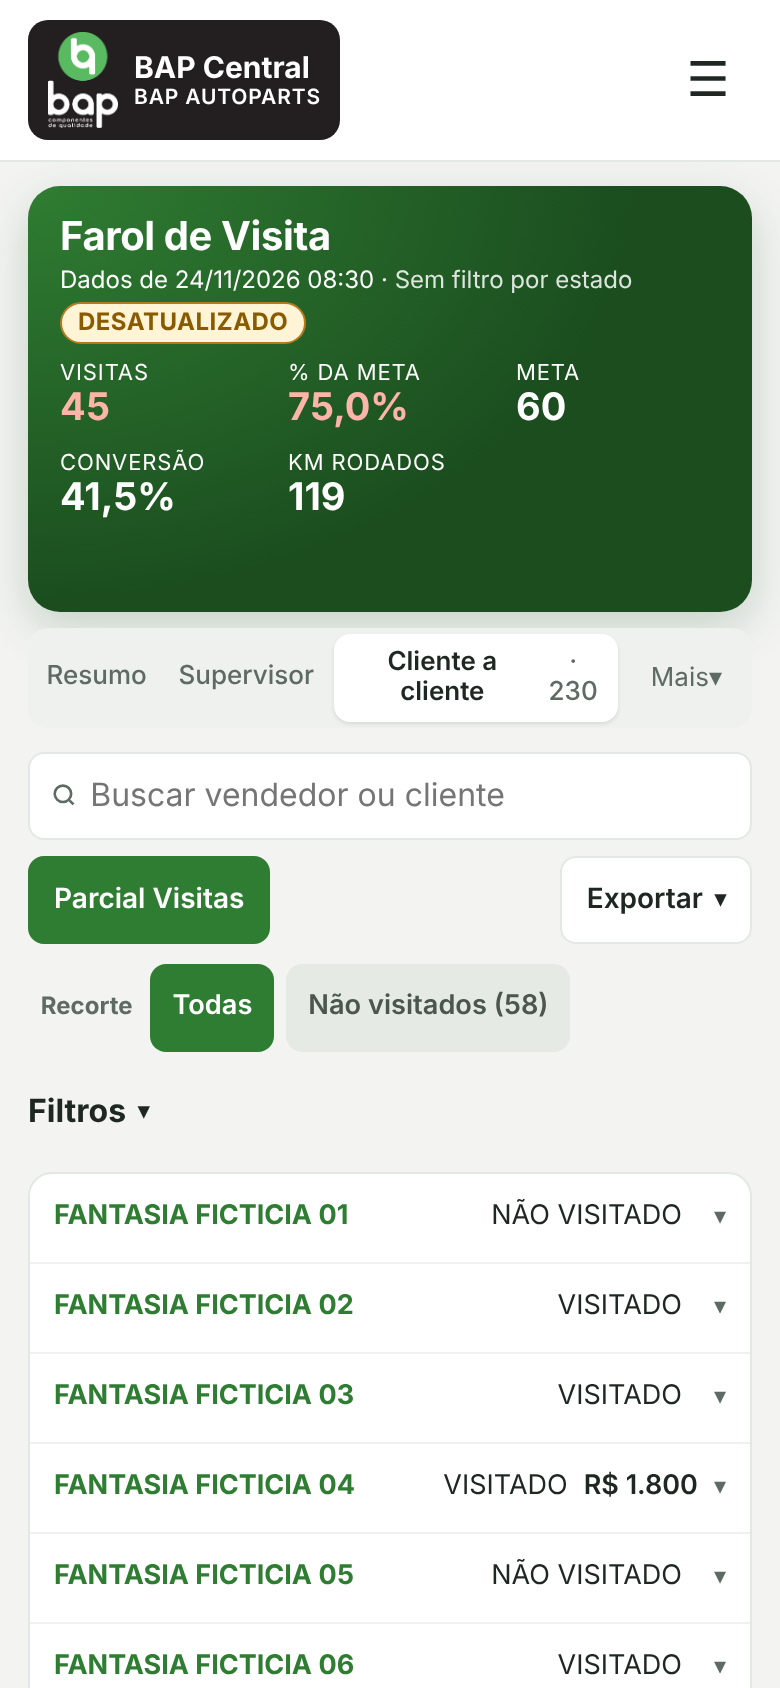 bap
componentes
de qualidade
BAP Central
BAP AUTOPARTS
Farol de Visita
Dados de 24/11/2026 08:30 · Sem filtro por estado
DESATUALIZADO
VISITAS % DA META META
45 75,0% 60
CONVERSÃO KM RODADOS
41,5% 119
Resumo Supervisor Cliente a cliente · 230 Mais▾
Buscar vendedor ou cliente
Parcial Visitas Exportar ▾
Recorte Todas Não visitados (58)
Filtros ▾
FANTASIA FICTICIA 01 NÃO VISITADO ▾
FANTASIA FICTICIA 02 VISITADO ▾
FANTASIA FICTICIA 03 VISITADO ▾
FANTASIA FICTICIA 04 VISITADO R$ 1.800 ▾
FANTASIA FICTICIA 05 NÃO VISITADO ▾
FANTASIA FICTICIA 06 VISITADO ▾